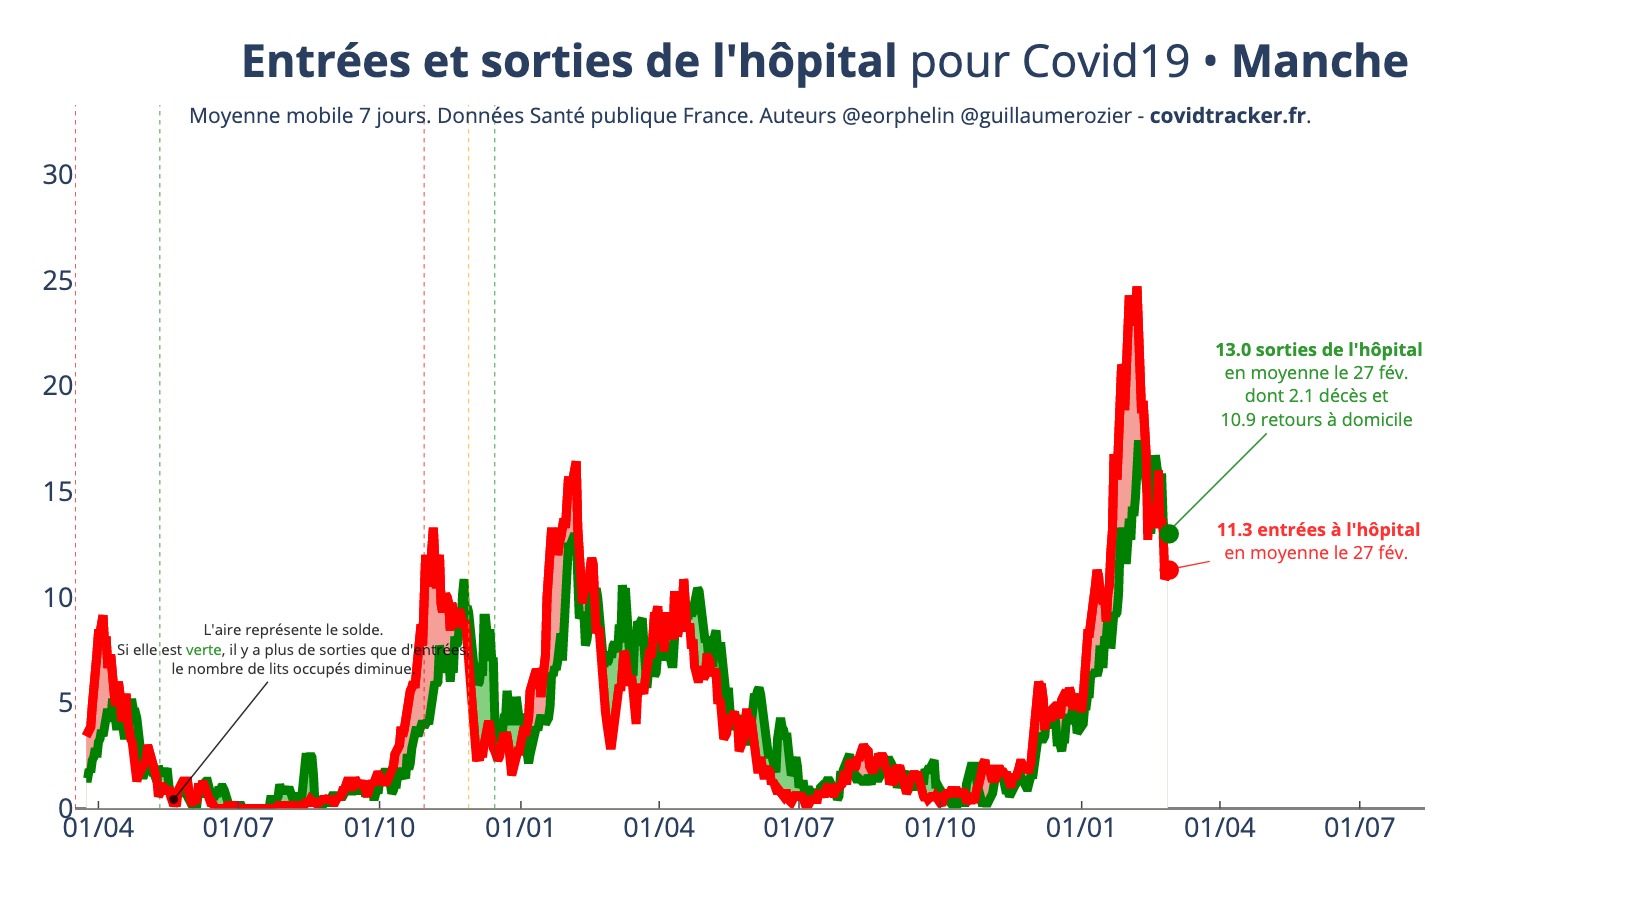 Entrées et sorties de l'hôpital pour Covid19 • Manche
Moyenne mobile 7 jours. Données Santé publique France. Auteurs @eorphelin @guillaumerozier - covidtracker.fr.
30
25
20
15
10
5
0
13.0 sorties de l'hôpital
en moyenne le 27 fév.
dont 2.1 décès et
10.9 retours à domicile
11.3 entrées à l'hôpital
en moyenne le 27 fév.
L'aire représente le solde.
Si elle est verte, il y a plus de sorties que d'entrées,
le nombre de lits occupés diminue.
01/04 01/07 01/10 01/01 01/04 01/07 01/10 01/01 01/04 01/07